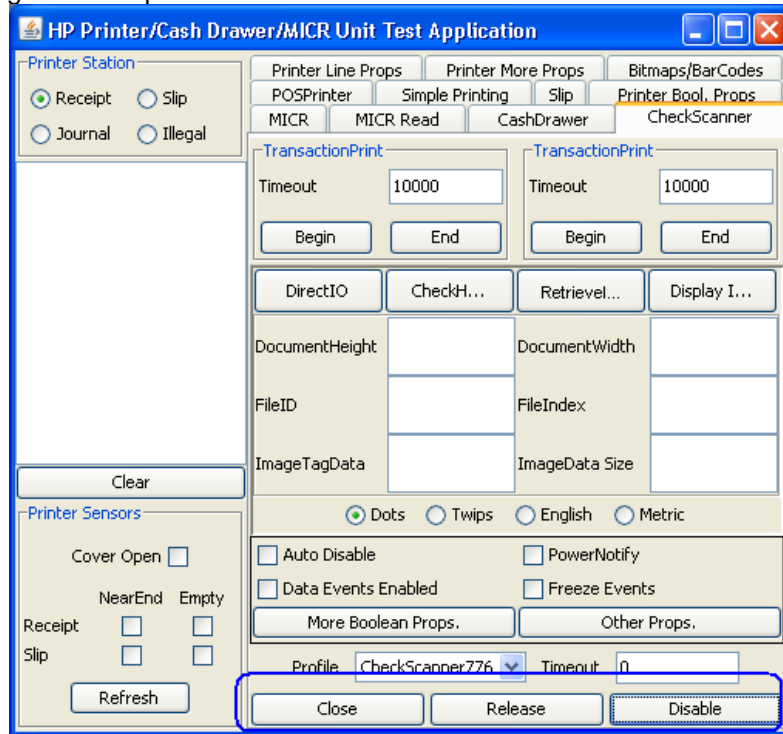 HP Printer/Cash Drawer/MICR Unit Test Application
Printer Station
Receipt Slip
Journal Illegal
Clear
Printer Sensors
Cover Open
NearEnd Empty
Receipt
Slip
Refresh
Printer Line Props Printer More Props Bitmaps/BarCodes
POSPrinter Simple Printing Slip Printer Bool. Props
MICR MICR Read CashDrawer CheckScanner
TransactionPrint TransactionPrint
Timeout 10000 Timeout 10000
Begin End Begin End
DirectIO CheckH... Retrievel... Display I...
DocumentHeight DocumentWidth
FileID FileIndex
ImageTagData ImageData Size
Dots Twips English Metric
Auto Disable PowerNotify
Data Events Enabled Freeze Events
More Boolean Props. Other Props.
Profile CheckScanner776 Timeout 0
Close Release Disable